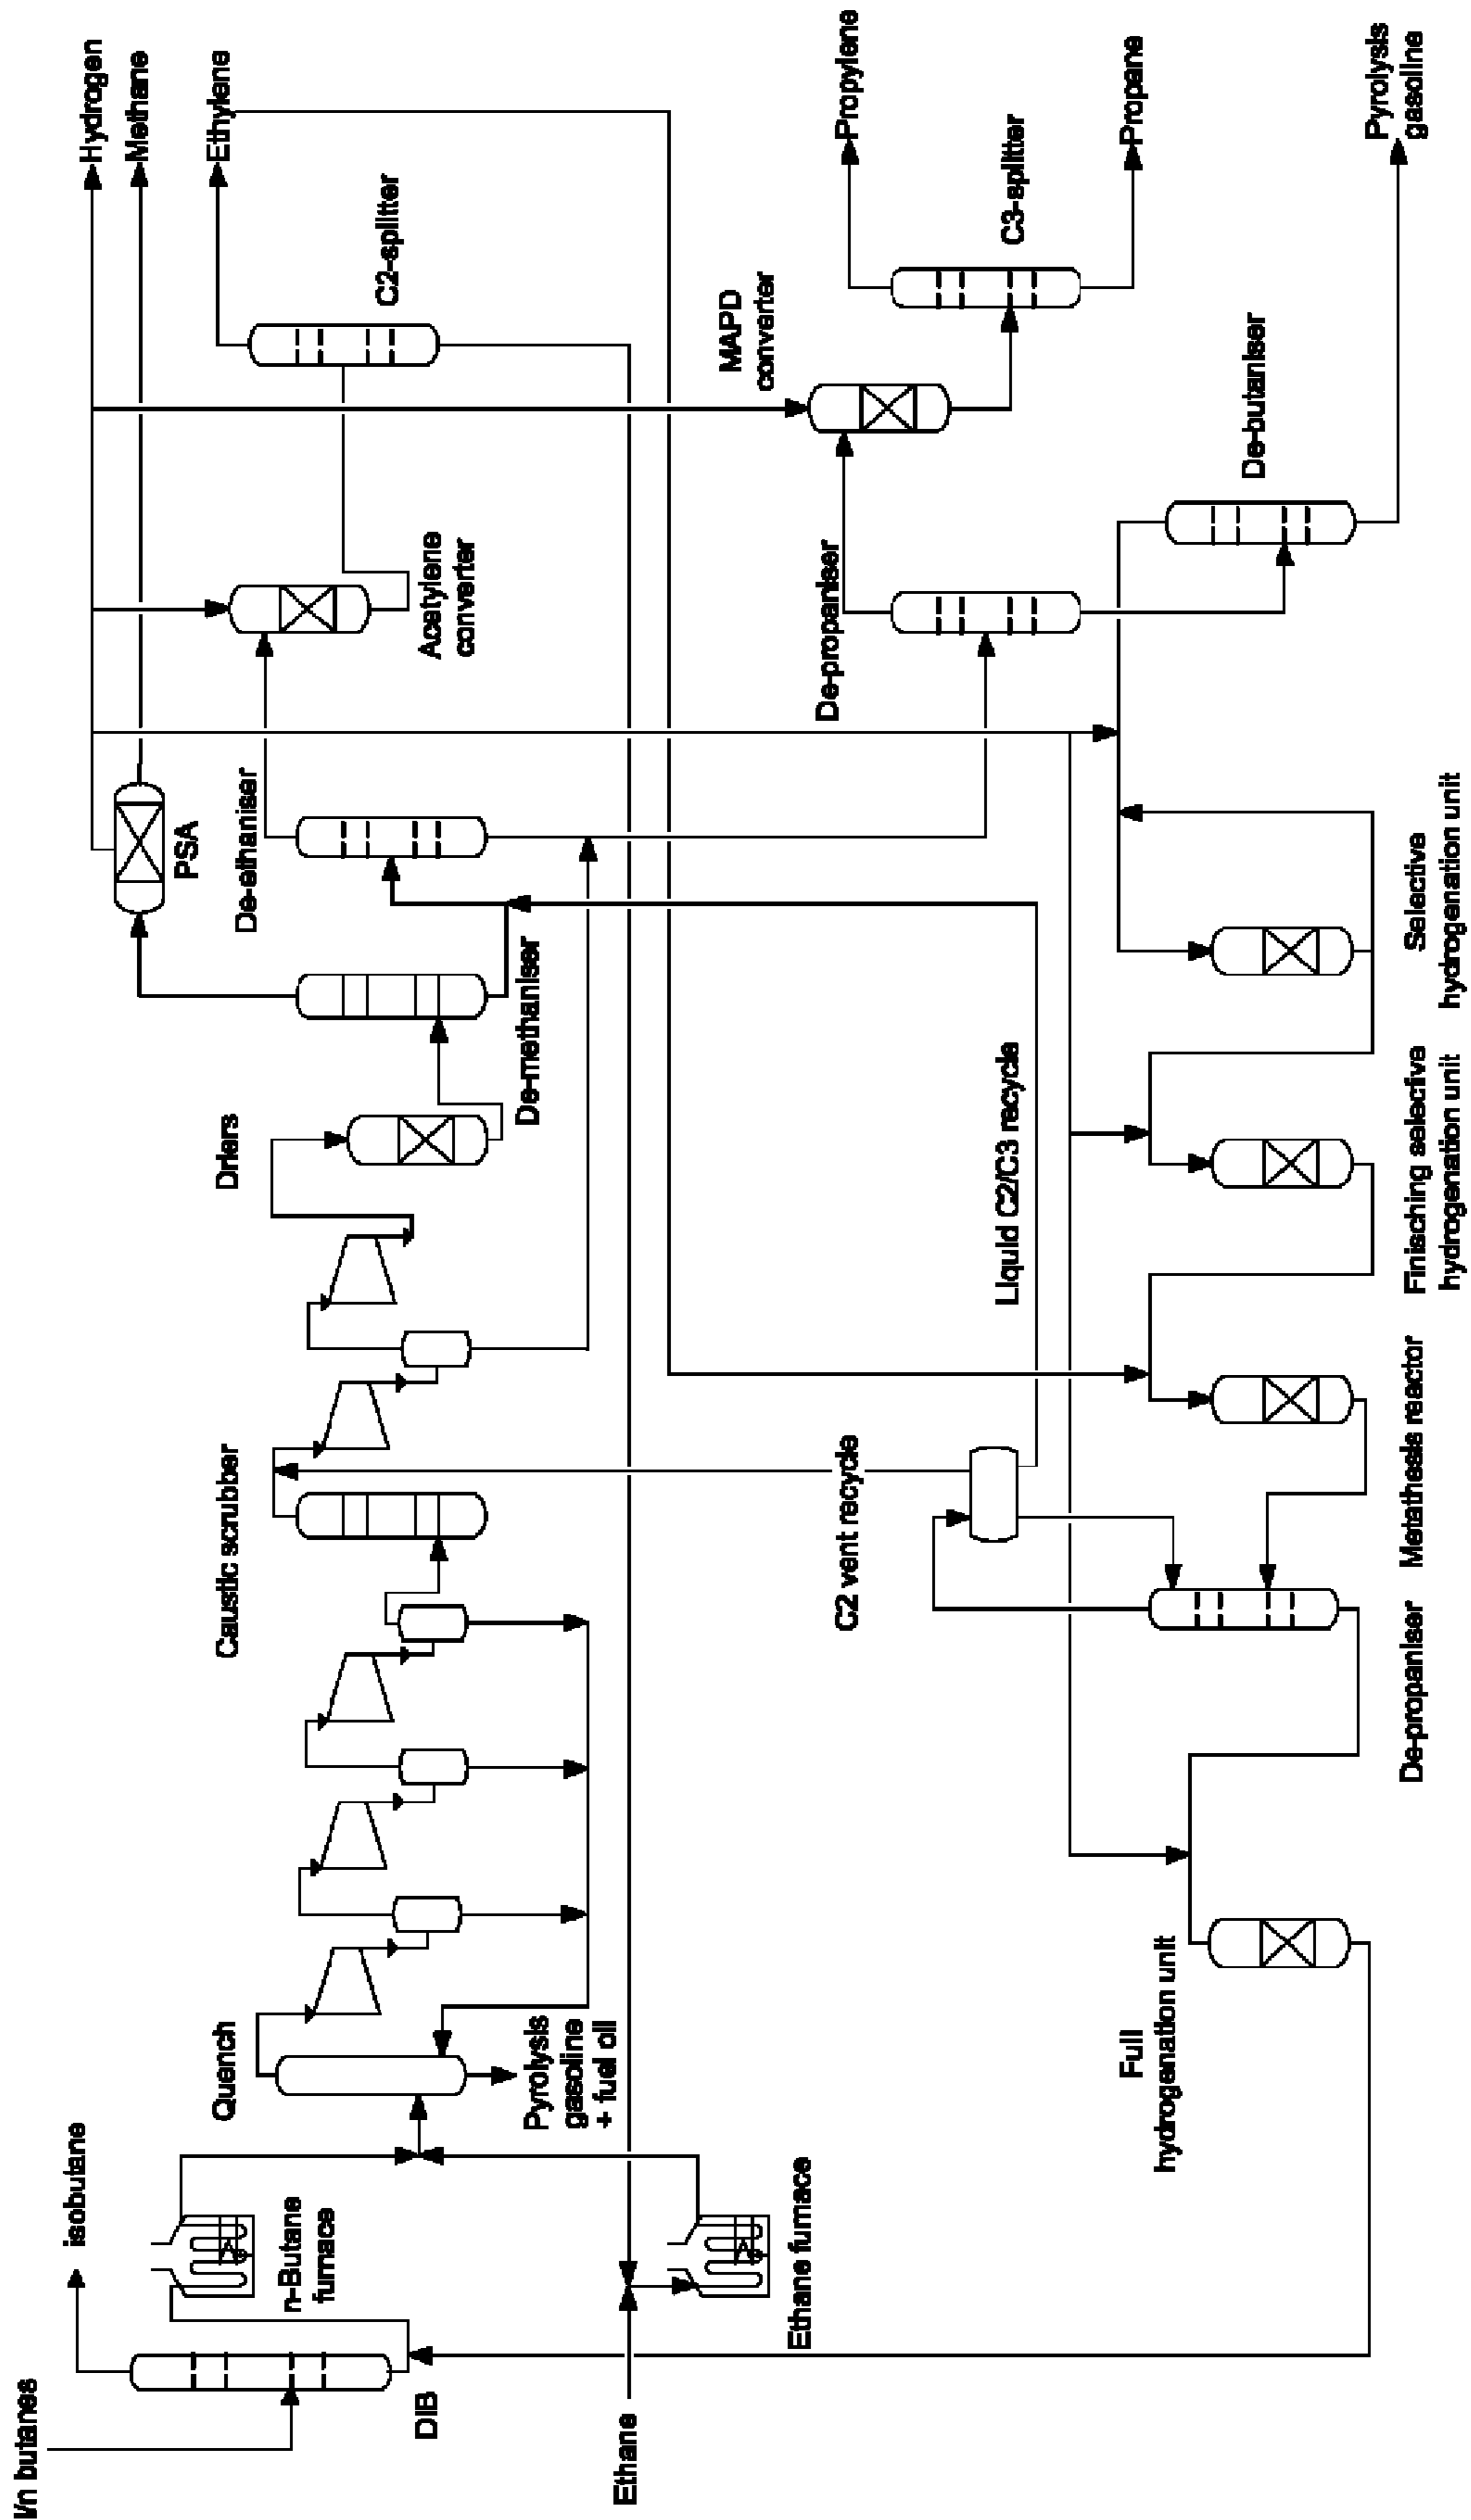 i/n butanes
isobutane
DIB
n-Butane
furnace
Ethane
Ethane furnace
Quench
Pyrolysis
gasoline
+ fuel oil
Caustic scrubber
Driers
De-methaniser
De-ethaniser
PSA
Acetylene
converter
C2-splitter
Hydrogen
Methane
Ethylene
C2 vent recycle
Liquid C2/C3 recycle
De-propaniser
MAPD
converter
C3-splitter
Propylene
Propane
De-butaniser
Pyrolysis
gasoline
Full
hydrogenation unit
De-propaniser
Metathesis reactor
Finisching selective
hydrogenation unit
Selective
hydrogenation unit